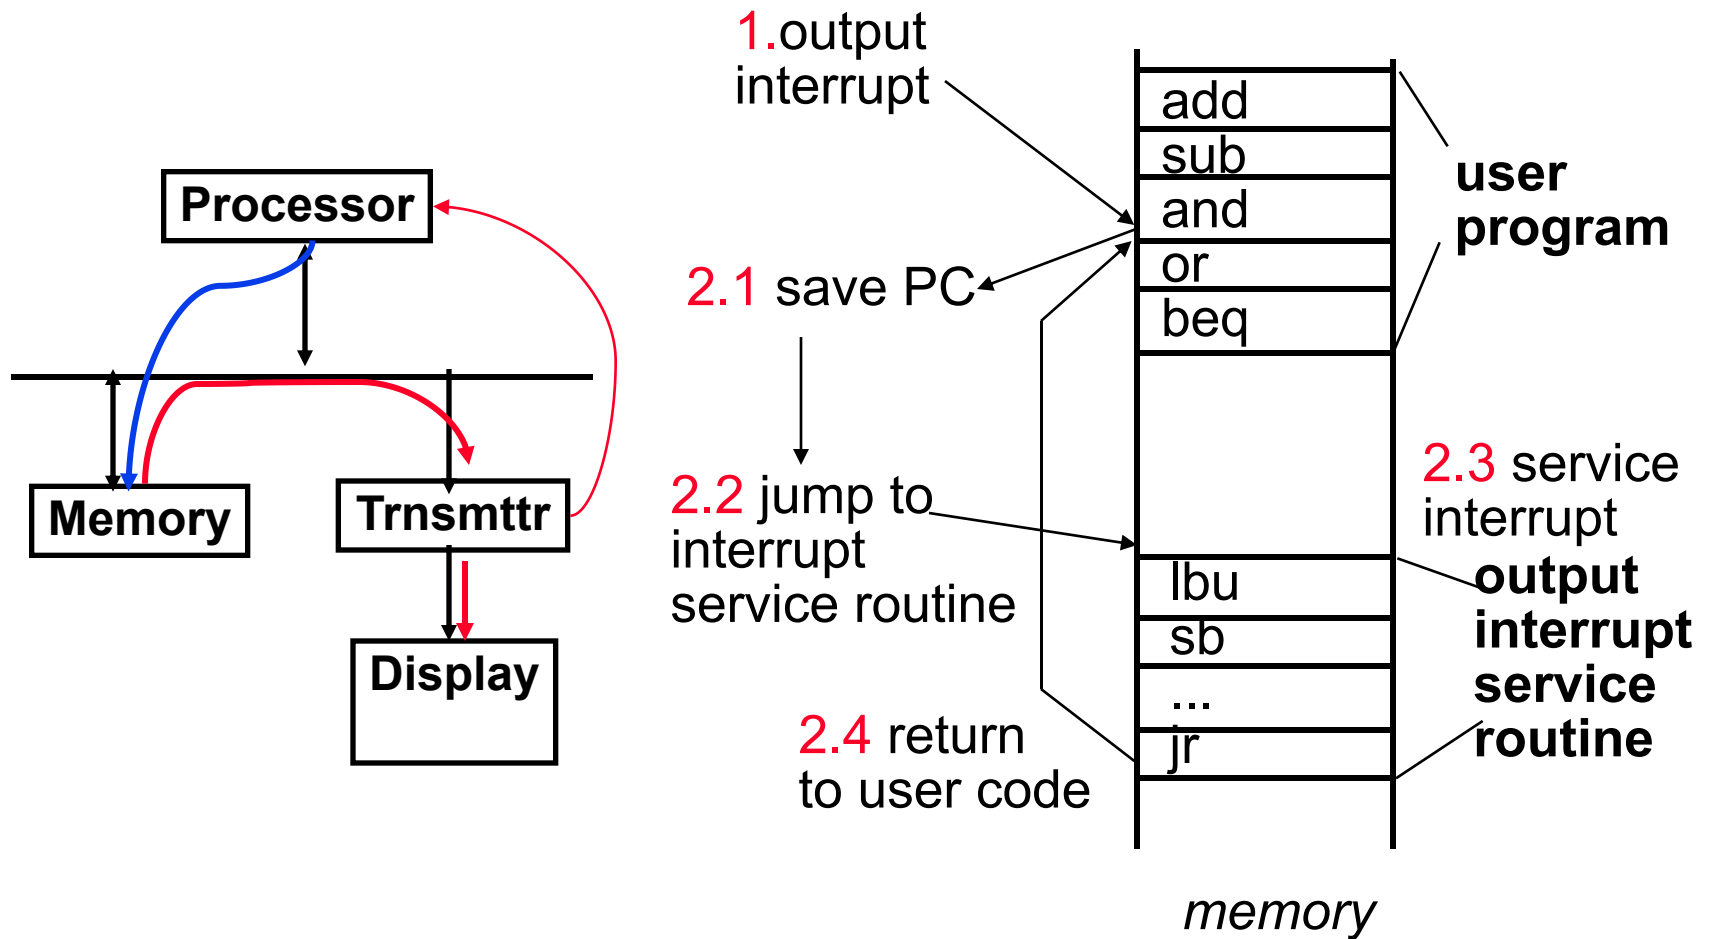 Processor
Memory
Trnsmttr
Display
1.output
interrupt
2.1 save PC
2.2 jump to
interrupt
service routine
2.4 return
to user code
add
sub
and
or
beq
lbu
sb
...
jr
user
program
2.3 service
interrupt
output
interrupt
service
routine
memory